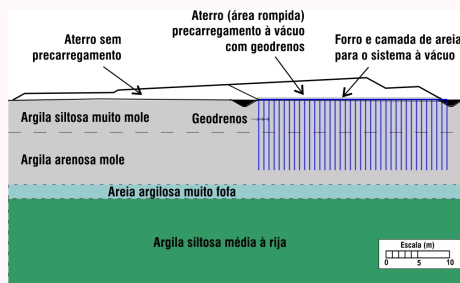 Aterro sem
precarregamento
Aterro (área rompida)
precarregamento à vácuo
com geodrenos
Forro e camada de areia
para o sistema à vácuo
Argila siltosa muito mole
Geodrenos
Argila arenosa mole
Areia argilosa muito fofa
Argila siltosa média à rija
Escala (m)
0 5 10